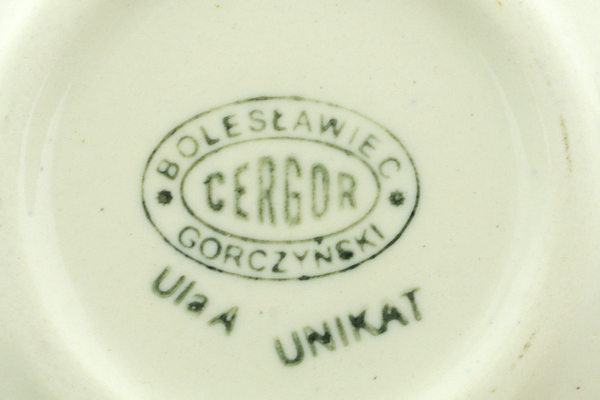 BOLESŁAWIEC
CERGOR
GORCZYŃSKI
Ula A
UNIKAT